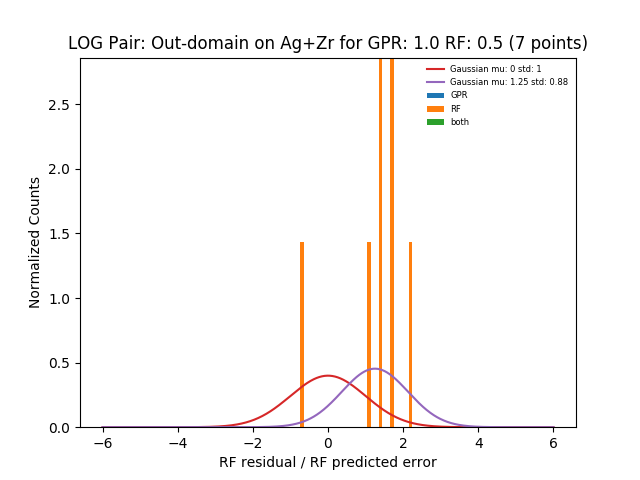 LOG Pair: Out-domain on Ag+Zr for GPR: 1.0 RF: 0.5 (7 points)
Gaussian mu: 0 std: 1
Gaussian mu: 1.25 std: 0.88
GPR
RF
both
Normalized Counts
2.5
2.0
1.5
1.0
0.5
0.0
−6 −4 −2 0 2 4 6
RF residual / RF predicted error